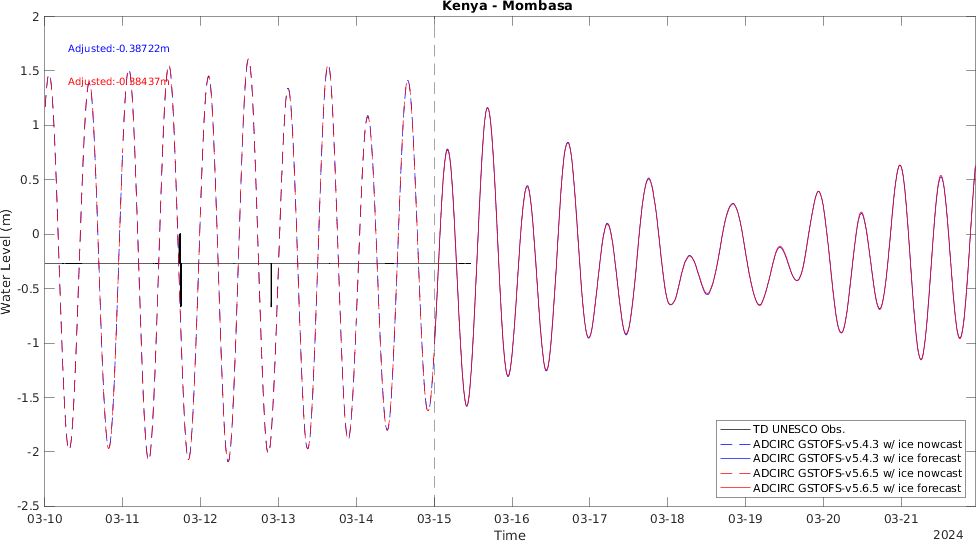 Kenya - Mombasa
Adjusted:-0.38722m
Adjusted:-0.38437m
Water Level (m)
2
1.5
1
0.5
0
-0.5
-1
-1.5
-2
-2.5
TD UNESCO Obs.
ADCIRC GSTOFS-v5.4.3 w/ ice nowcast
ADCIRC GSTOFS-v5.4.3 w/ ice forecast
ADCIRC GSTOFS-v5.6.5 w/ ice nowcast
ADCIRC GSTOFS-v5.6.5 w/ ice forecast
03-10 03-11 03-12 03-13 03-14 03-15 03-16 03-17 03-18 03-19 03-20 03-21
Time
2024